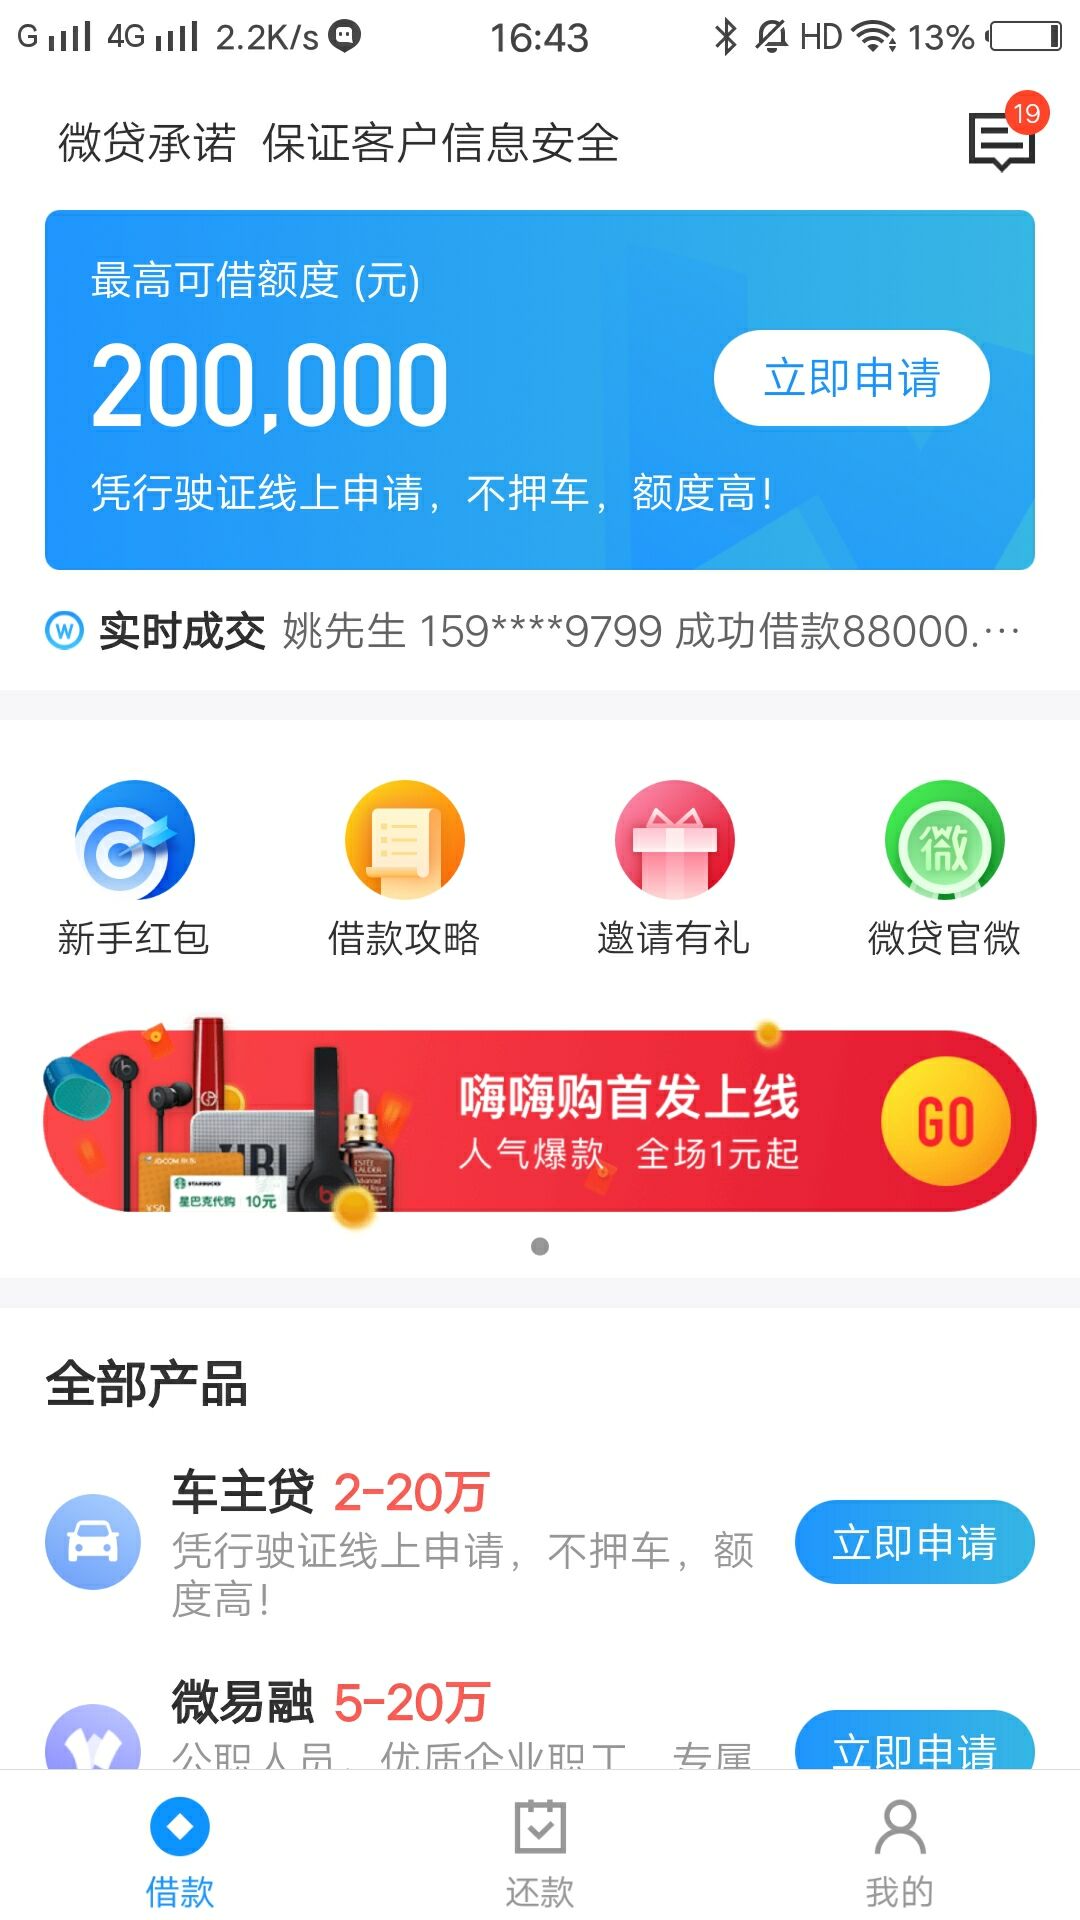 G 4G 2.2K/s 16:43 HD 13%
微贷承诺 保证客户信息安全
19
最高可借额度 (元)
200,000
立即申请
凭行驶证线上申请，不押车，额度高！
W 实时成交 姚先生 159****9799 成功借款88000.…
微
新手红包 借款攻略 邀请有礼 微贷官微
嗨嗨购首发上线
人气爆款 全场1元起
GO
JBL
星巴克代购 10元
¥50
全部产品
车主贷 2-20万
凭行驶证线上申请，不押车，额
度高！
立即申请
微易融 5-20万
公职人员、优质企业职工，专属
立即申请
借款 还款 我的